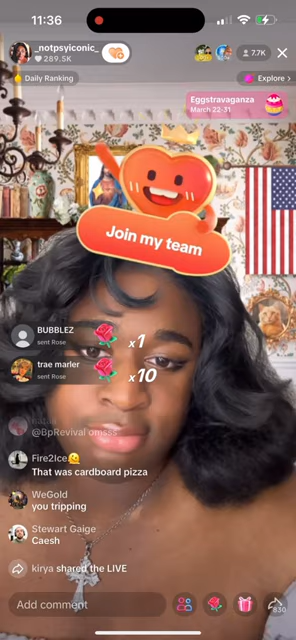 11:36
_notpsyiconic_
289.5K
7.7K
Daily Ranking
Explore >
Eggstravaganza
March 22-31
Join my team
BUBBLEZ
sent Rose
x1
trae marler
sent Rose
x10
@BpRevival omsss
Fire2Ice🫠
That was cardboard pizza
WeGold
you tripping
Stewart Gaige
Caesh
kirya shared the LIVE
Add comment
830